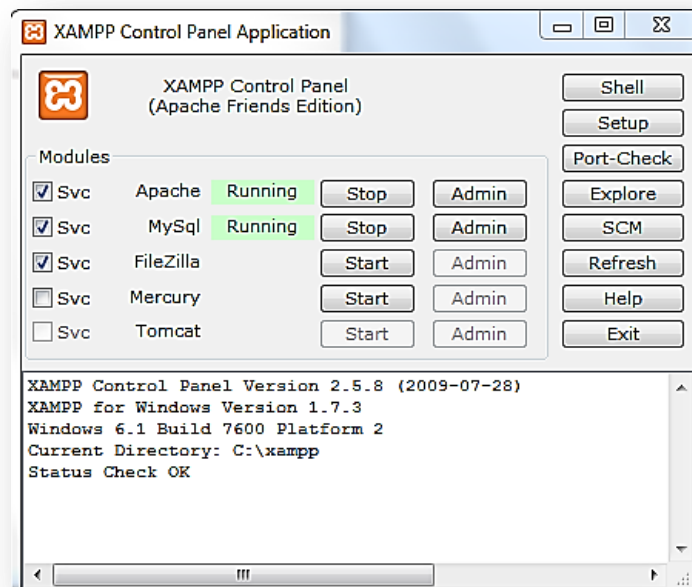 XAMPP Control Panel Application
XAMPP Control Panel
(Apache Friends Edition)
Shell
Setup
Port-Check
Explore
SCM
Refresh
Help
Exit
Modules
Svc Apache Running Stop Admin
Svc MySql Running Stop Admin
Svc FileZilla Start Admin
Svc Mercury Start Admin
Svc Tomcat Start Admin
XAMPP Control Panel Version 2.5.8 (2009-07-28)
XAMPP for Windows Version 1.7.3
Windows 6.1 Build 7600 Platform 2
Current Directory: C:\xampp
Status Check OK